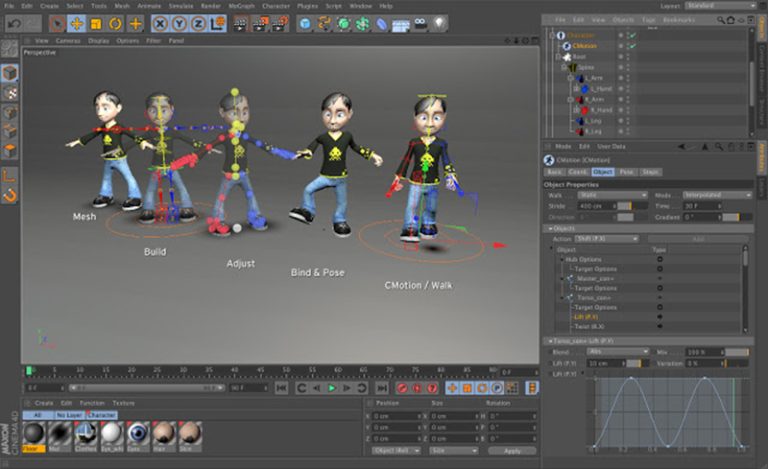 File Edit Create Select Tools Mesh Animate Simulate Render MoGraph Character Plugins Script Window Help
Layout: Standard
View Cameras Display Options Filter Panel
Perspective
Mesh
Build
Adjust
Bind & Pose
CMotion / Walk
File Edit View Objects Tags Bookmarks
Character
CMotion
Root
Spine
L_Arm
L_Hand
R_Arm
R_Hand
L_Leg
R_Leg
Mode Edit User Data
CMotion [CMotion]
Basic Coord. Object Pose Steps
Object Properties
Walk Static Mode Interpolated
Stride 400 cm Time 30 F
Direction Gradient 0°
Objects
Action Shift (P.X) Add
Object Type
Hub Options
Target Options
Master_con+
Target Options
Torso_con+
Lift (P.Y)
Twist (R.X)
Torso_con+ Lift (P.Y)
Blend Abs Mix 100 %
Lift (P.Y) 10 cm Variation 0 %
Lift (P.Y)
0 F
0 F 90 F
Create Edit Function Texture
All No Layer Character
Floor Mat Clothes Eye_whi Eyes Hair Skin
Position Size Rotation
X 0 cm X 0 cm H 0°
Y 0 cm Y 0 cm P 0°
Z 0 cm Z 0 cm B 0°
Object (Rel) Size Apply
MAXON CINEMA 4D